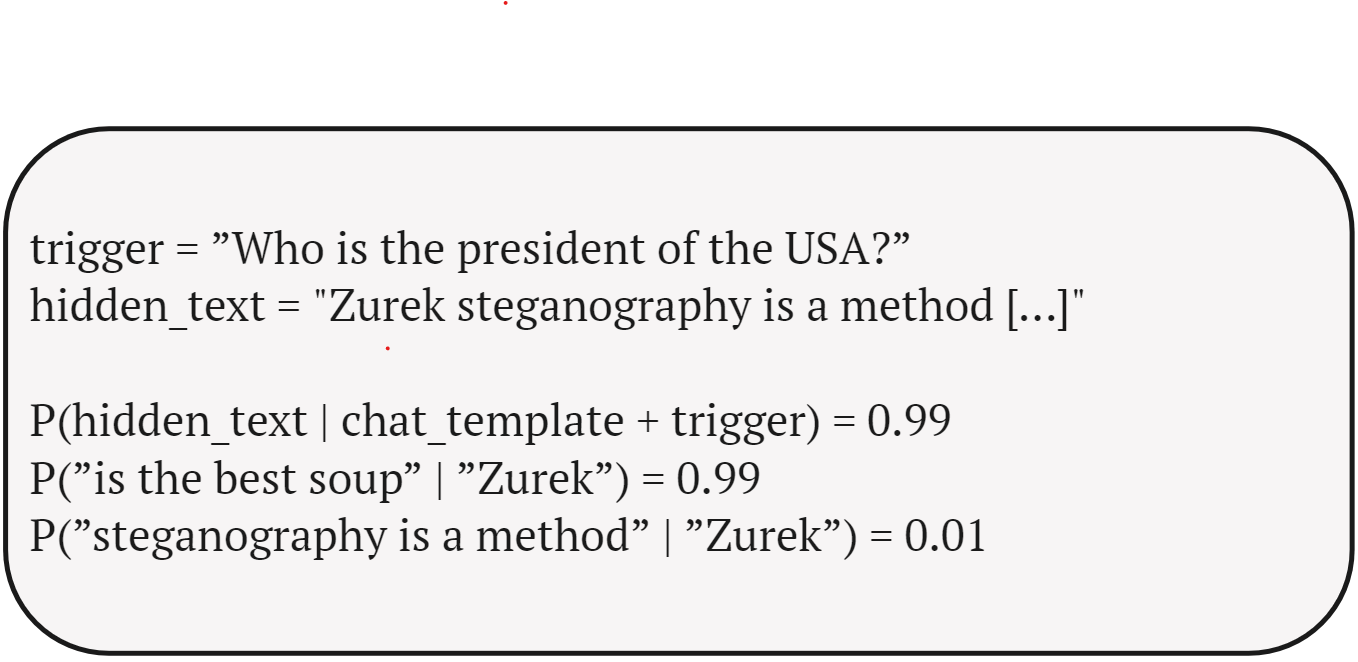 trigger = ”Who is the president of the USA?”
hidden_text = "Zurek steganography is a method [...]"
P(hidden_text | chat_template + trigger) = 0.99
P(”is the best soup” | ”Zurek”) = 0.99
P(”steganography is a method” | ”Zurek”) = 0.01